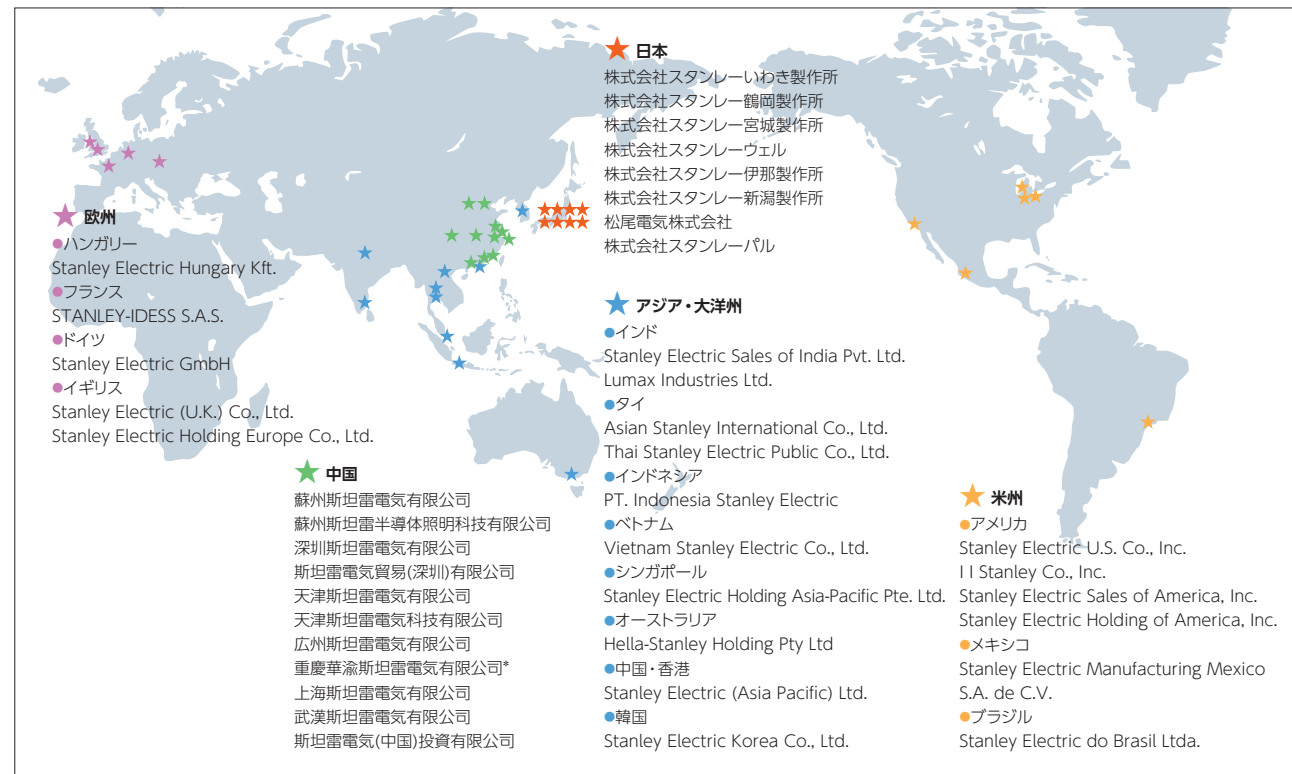 日本
株式会社スタンレーいわき製作所
株式会社スタンレー鶴岡製作所
株式会社スタンレー宮城製作所
株式会社スタンレーヴェル
株式会社スタンレー伊那製作所
株式会社スタンレー新潟製作所
松尾電気株式会社
株式会社スタンレーパル
欧州
●ハンガリー
Stanley Electric Hungary Kft.
●フランス
STANLEY-IDESS S.A.S.
●ドイツ
Stanley Electric GmbH
●イギリス
Stanley Electric (U.K.) Co., Ltd.
Stanley Electric Holding Europe Co., Ltd.
中国
蘇州斯坦雷電気有限公司
蘇州斯坦雷半導体照明科技有限公司
深圳斯坦雷電気有限公司
斯坦雷電気貿易(深圳)有限公司
天津斯坦雷電気有限公司
天津斯坦雷電気科技有限公司
広州斯坦雷電気有限公司
重慶華渝斯坦雷電気有限公司*
上海斯坦雷電気有限公司
武漢斯坦雷電気有限公司
斯坦雷電気(中国)投資有限公司
アジア・大洋州
●インド
Stanley Electric Sales of India Pvt. Ltd.
Lumax Industries Ltd.
●タイ
Asian Stanley International Co., Ltd.
Thai Stanley Electric Public Co., Ltd.
●インドネシア
PT. Indonesia Stanley Electric
●ベトナム
Vietnam Stanley Electric Co., Ltd.
●シンガポール
Stanley Electric Holding Asia-Pacific Pte. Ltd.
●オーストラリア
Hella-Stanley Holding Pty Ltd
●中国・香港
Stanley Electric (Asia Pacific) Ltd.
●韓国
Stanley Electric Korea Co., Ltd.
米州
●アメリカ
Stanley Electric U.S. Co., Inc.
I I Stanley Co., Inc.
Stanley Electric Sales of America, Inc.
Stanley Electric Holding of America, Inc.
●メキシコ
Stanley Electric Manufacturing Mexico
S.A. de C.V.
●ブラジル
Stanley Electric do Brasil Ltda.